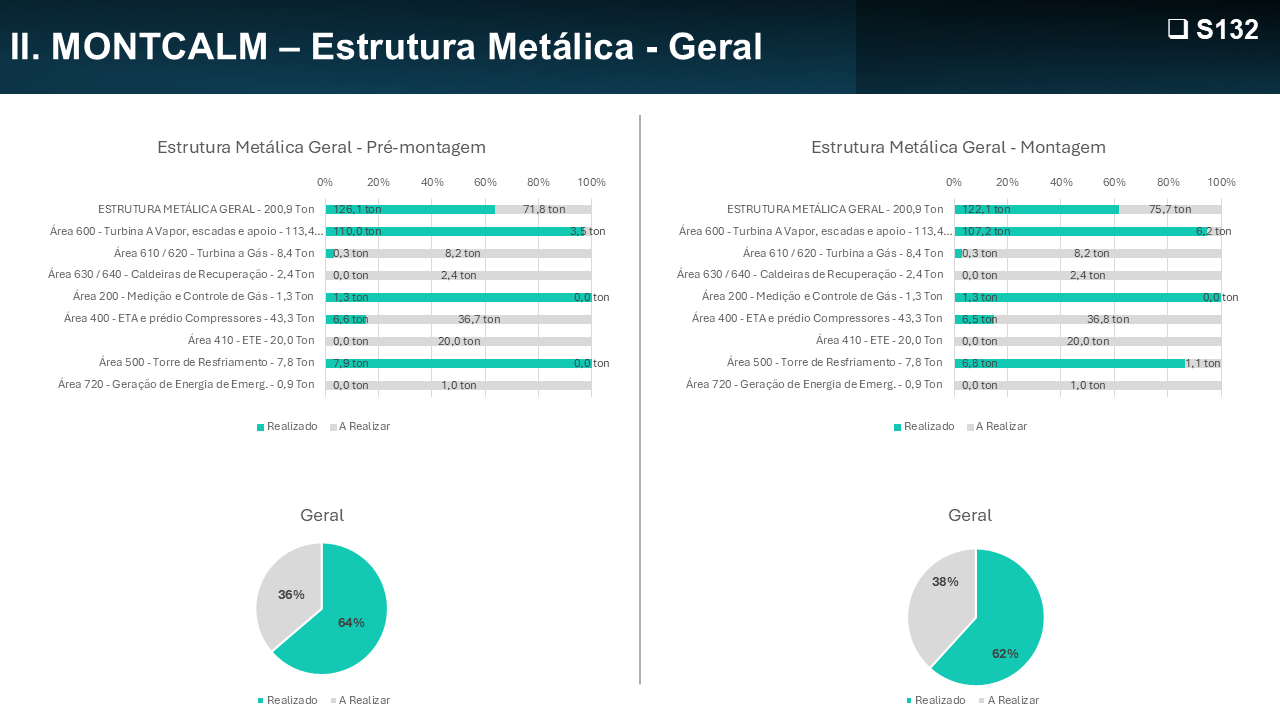 II. MONTCALM – Estrutura Metálica - Geral
❑ S132
Estrutura Metálica Geral - Pré-montagem
0% 20% 40% 60% 80% 100%
ESTRUTURA METÁLICA GERAL - 200,9 Ton 126,1 ton 71,8 ton
Área 600 - Turbina A Vapor, escadas e apoio - 113,4... 110,0 ton 3,5 ton
Área 610 / 620 - Turbina a Gás - 8,4 Ton 0,3 ton 8,2 ton
Área 630 / 640 - Caldeiras de Recuperação - 2,4 Ton 0,0 ton 2,4 ton
Área 200 - Medição e Controle de Gás - 1,3 Ton 1,3 ton 0,0 ton
Área 400 - ETA e prédio Compressores - 43,3 Ton 6,6 ton 36,7 ton
Área 410 - ETE - 20,0 Ton 0,0 ton 20,0 ton
Área 500 - Torre de Resfriamento - 7,8 Ton 7,9 ton 0,0 ton
Área 720 - Geração de Energia de Emerg. - 0,9 Ton 0,0 ton 1,0 ton
Realizado A Realizar
Geral
36%
64%
Realizado A Realizar
Estrutura Metálica Geral - Montagem
0% 20% 40% 60% 80% 100%
ESTRUTURA METÁLICA GERAL - 200,9 Ton 122,1 ton 75,7 ton
Área 600 - Turbina A Vapor, escadas e apoio - 113,4... 107,2 ton 6,2 ton
Área 610 / 620 - Turbina a Gás - 8,4 Ton 0,3 ton 8,2 ton
Área 630 / 640 - Caldeiras de Recuperação - 2,4 Ton 0,0 ton 2,4 ton
Área 200 - Medição e Controle de Gás - 1,3 Ton 1,3 ton 0,0 ton
Área 400 - ETA e prédio Compressores - 43,3 Ton 6,5 ton 36,8 ton
Área 410 - ETE - 20,0 Ton 0,0 ton 20,0 ton
Área 500 - Torre de Resfriamento - 7,8 Ton 6,8 ton 1,1 ton
Área 720 - Geração de Energia de Emerg. - 0,9 Ton 0,0 ton 1,0 ton
Realizado A Realizar
Geral
38%
62%
Realizado A Realizar